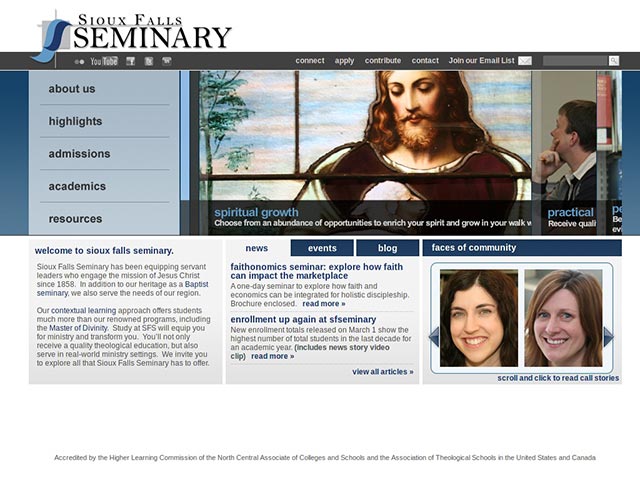 Sioux Falls
SEMINARY
You Tube
connect apply contribute contact Join our Email List
about us
highlights
admissions
academics
resources
spiritual growth
Choose from an abundance of opportunities to enrich your spirit and grow in your walk w
practical
Receive quali
pe
Be
evi
welcome to sioux falls seminary.
Sioux Falls Seminary has been equipping servant
leaders who engage the mission of Jesus Christ
since 1858. In addition to our heritage as a Baptist
seminary, we also serve the needs of our region.
Our contextual learning approach offers students
much more than our renowned programs, including
the Master of Divinity. Study at SFS will equip you
for ministry and transform you. You'll not only
receive a quality theological education, but also
serve in real-world ministry settings. We invite you
to explore all that Sioux Falls Seminary has to offer.
news events blog
faithonomics seminar: explore how faith
can impact the marketplace
A one-day seminar to explore how faith and
economics can be integrated for holistic discipleship.
Brochure enclosed. read more »
enrollment up again at sfseminary
New enrollment totals released on March 1 show the
highest number of total students in the last decade for
an academic year. (includes news story video
clip) read more »
view all articles »
faces of community
scroll and click to read call stories
Accredited by the Higher Learning Commission of the North Central Associate of Colleges and Schools and the Association of Theological Schools in the United States and Canada